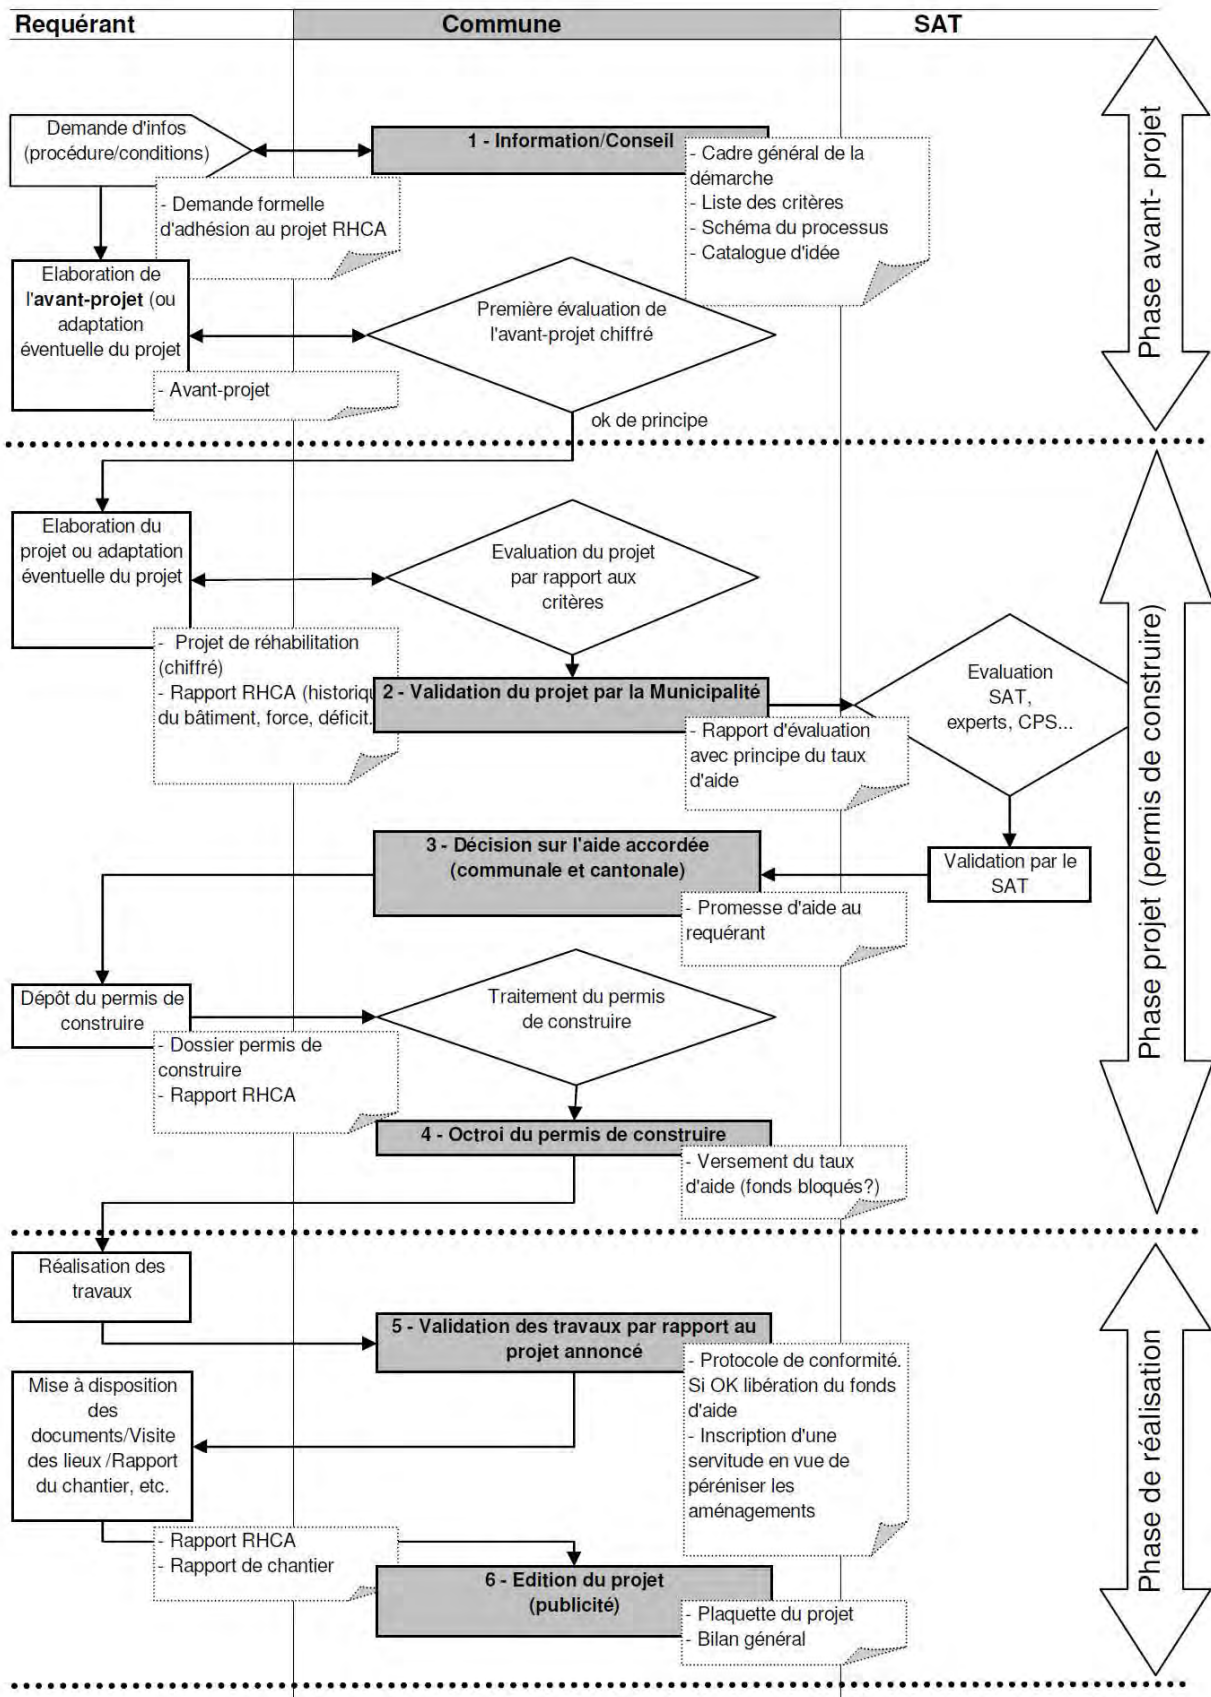 Requérant
Commune
SAT
Demande d'infos
(procédure/conditions)
1 - Information/Conseil
- Cadre général de la
démarche
- Liste des critères
- Schéma du processus
- Catalogue d'idée
- Demande formelle
d'adhésion au projet RHCA
Elaboration de
l'avant-projet (ou
adaptation
éventuelle du projet
Première évaluation de
l'avant-projet chiffré
- Avant-projet
ok de principe
Phase avant- projet
Elaboration du
projet ou adaptation
éventuelle du projet
Evaluation du projet
par rapport aux
critères
- Projet de réhabilitation
(chiffré)
- Rapport RHCA (historiqu
du bâtiment, force, déficit.
2 - Validation du projet par la Municipalité
- Rapport d'évaluation
avec principe du taux
d'aide
Evaluation
SAT,
experts, CPS...
Validation par le
SAT
3 - Décision sur l'aide accordée
(communale et cantonale)
- Promesse d'aide au
requérant
Dépôt du permis de
construire
Traitement du permis
de construire
- Dossier permis de
construire
- Rapport RHCA
4 - Octroi du permis de construire
- Versement du taux
d'aide (fonds bloqués?)
Phase projet (permis de construire)
Réalisation des
travaux
5 - Validation des travaux par rapport au
projet annoncé
- Protocole de conformité.
Si OK libération du fonds
d'aide
- Inscription d'une
servitude en vue de
péréniser les
aménagements
Mise à disposition
des
documents/Visite
des lieux /Rapport
du chantier, etc.
- Rapport RHCA
- Rapport de chantier
6 - Edition du projet
(publicité)
- Plaquette du projet
- Bilan général
Phase de réalisation